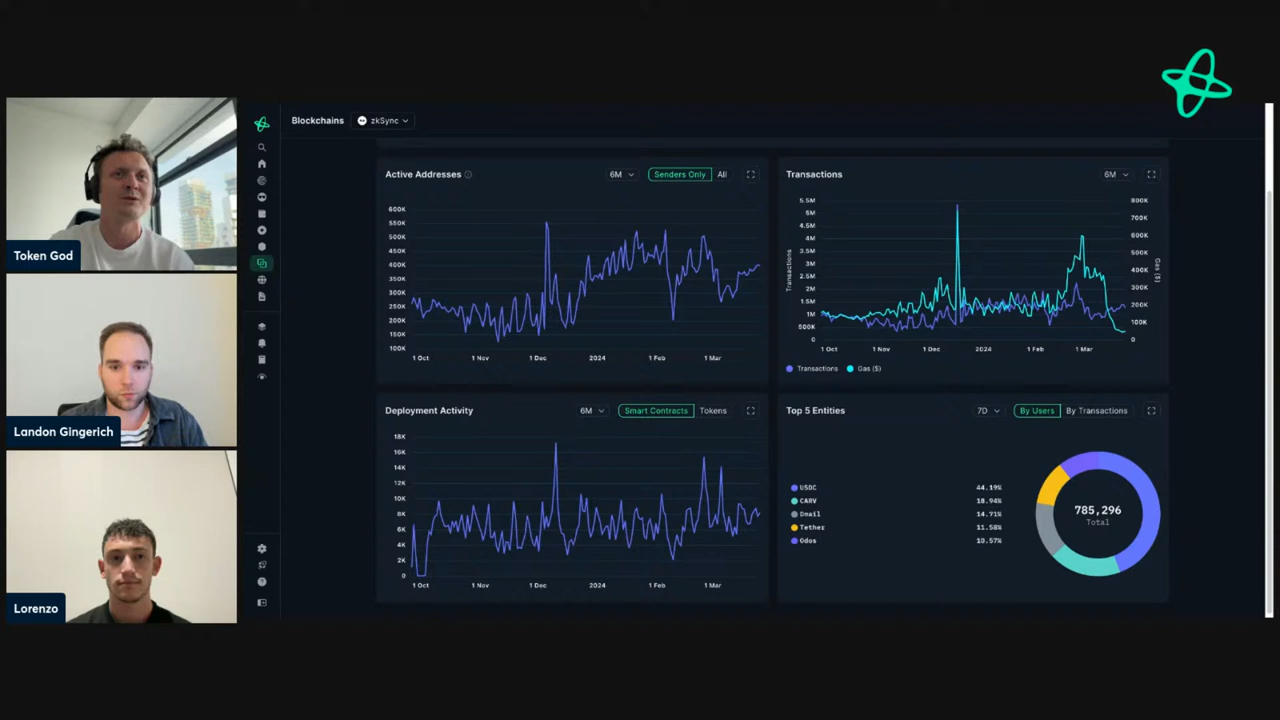 Token God
Landon Gingerich
Lorenzo
Blockchains
zkSync
Active Addresses
6M
Senders Only
All
600K
550K
500K
450K
400K
350K
300K
250K
200K
150K
100K
1 Oct
1 Nov
1 Dec
2024
1 Feb
1 Mar
Transactions
6M
5.5M
5M
4.5M
4M
3.5M
3M
2.5M
2M
1.5M
1M
500K
0
Transactions
800K
700K
600K
500K
400K
300K
200K
100K
0
Gas ($)
1 Oct
1 Nov
1 Dec
2024
1 Feb
1 Mar
Transactions
Gas ($)
Deployment Activity
6M
Smart Contracts
Tokens
18K
16K
14K
12K
10K
8K
6K
4K
2K
0
1 Oct
1 Nov
1 Dec
2024
1 Feb
1 Mar
Top 5 Entities
7D
By Users
By Transactions
USDC 44.19%
CARV 18.94%
Dmail 14.71%
Tether 11.58%
Odos 10.57%
785,296
Total